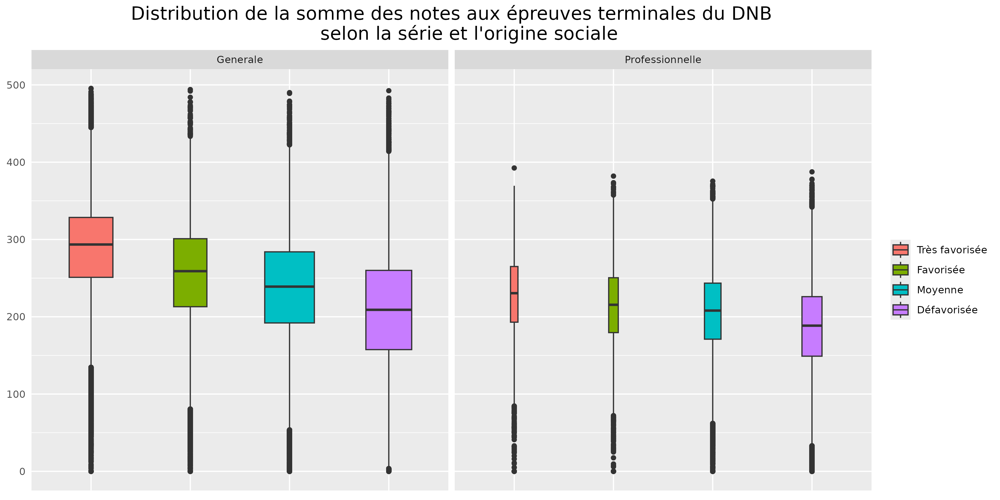 Distribution de la somme des notes aux épreuves terminales du DNB
selon la série et l'origine sociale
Generale
Professionnelle
500
400
300
200
100
0
Très favorisée
Favorisée
Moyenne
Défavorisée